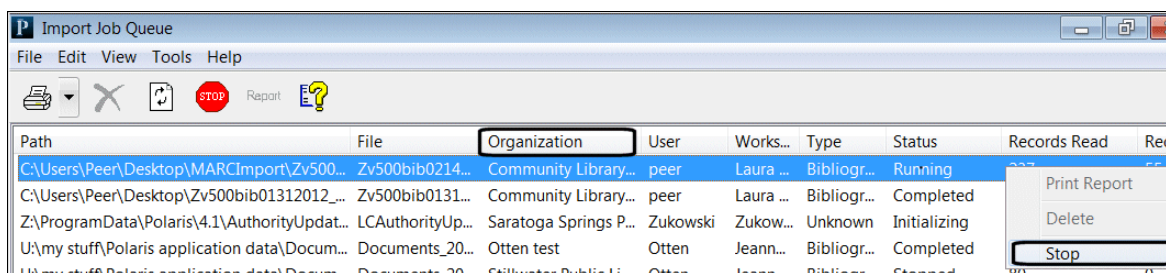 P Import Job Queue
File Edit View Tools Help
STOP Report
Path File Organization User Works... Type Status Records Read Re
C:\Users\Peer\Desktop\MARCImport\Zv500... Zv500bib0214... Community Library... peer Laura ... Bibliogr... Running
C:\Users\Peer\Desktop\Zv500bib01312012_... Zv500bib0131... Community Library... peer Laura ... Bibliogr... Completed
Print Report
Z:\ProgramData\Polaris\4.1\AuthorityUpdat... LCAuthorityUp... Saratoga Springs P... Zukowski Zukow... Unknown Initializing
Delete
U:\my stuff\Polaris application data\Docum... Documents_20... Otten test Otten Jeann... Bibliogr... Completed
Stop